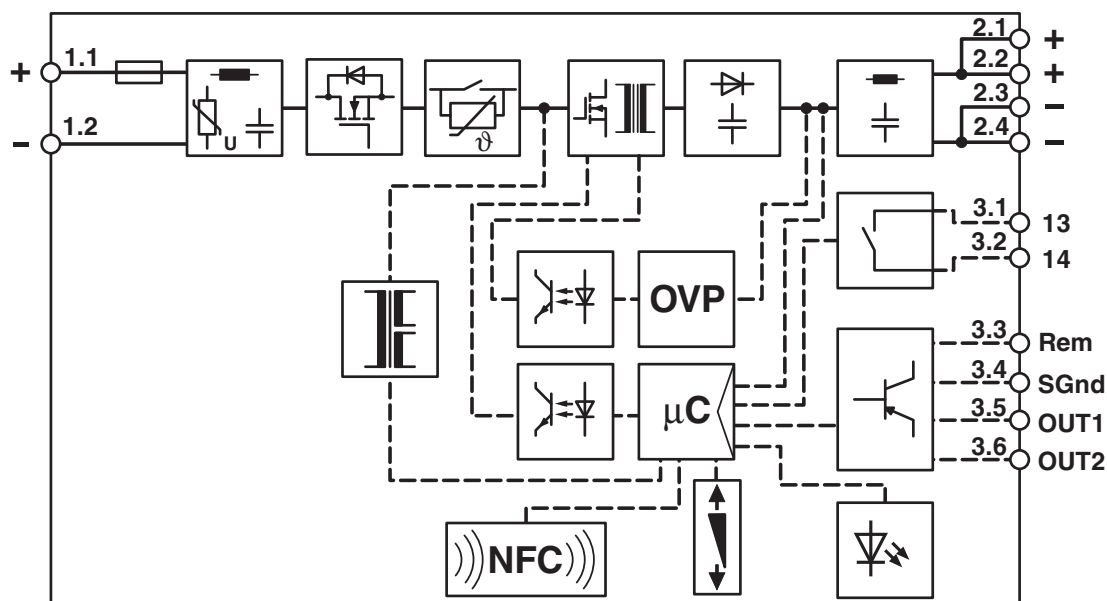 2.1 +
+ 1.1
2.2 +
2.3 −
− 1.2
U
2.4 −
ϑ
3.1 13
3.2 14
OVP
3.3 Rem
3.4 SGnd
μC
3.5 OUT1
3.6 OUT2
NFC